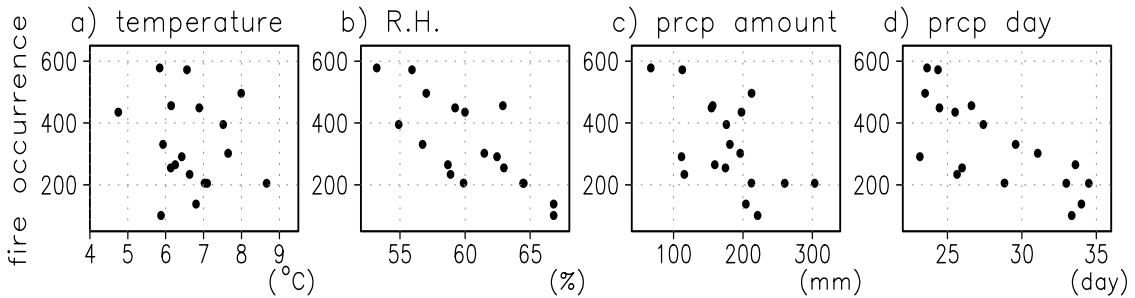 a) temperature
b) R.H.
c) prcp amount
d) prcp day
fire occurrence
600
400
200
4 5 6 7 8 9
(°C)
600
400
200
55 60 65
(%)
600
400
200
100 200 300
(mm)
600
400
200
25 30 35
(day)